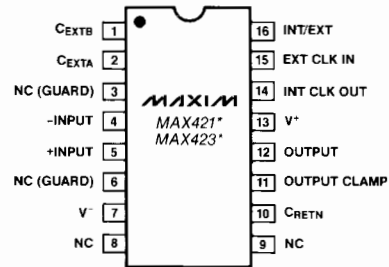 CEXTB 1 16 INT/EXT
CEXTA 2 15 EXT CLK IN
NC (GUARD) 3 MAXIM 14 INT CLK OUT
-INPUT 4 MAX421* 13 V+
+INPUT 5 MAX423* 12 OUTPUT
NC (GUARD) 6 11 OUTPUT CLAMP
V- 7 10 CRETN
NC 8 9 NC